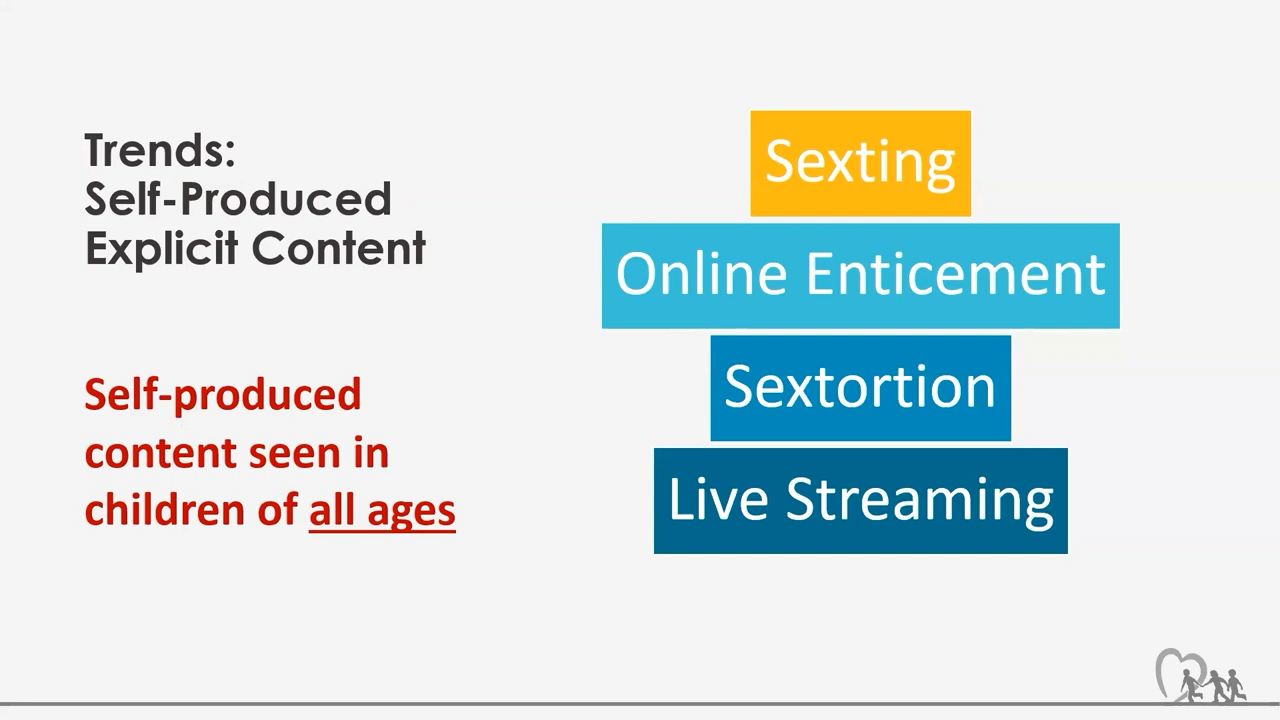 Trends:
Self-Produced
Explicit Content
Self-produced
content seen in
children of all ages
Sexting
Online Enticement
Sextortion
Live Streaming